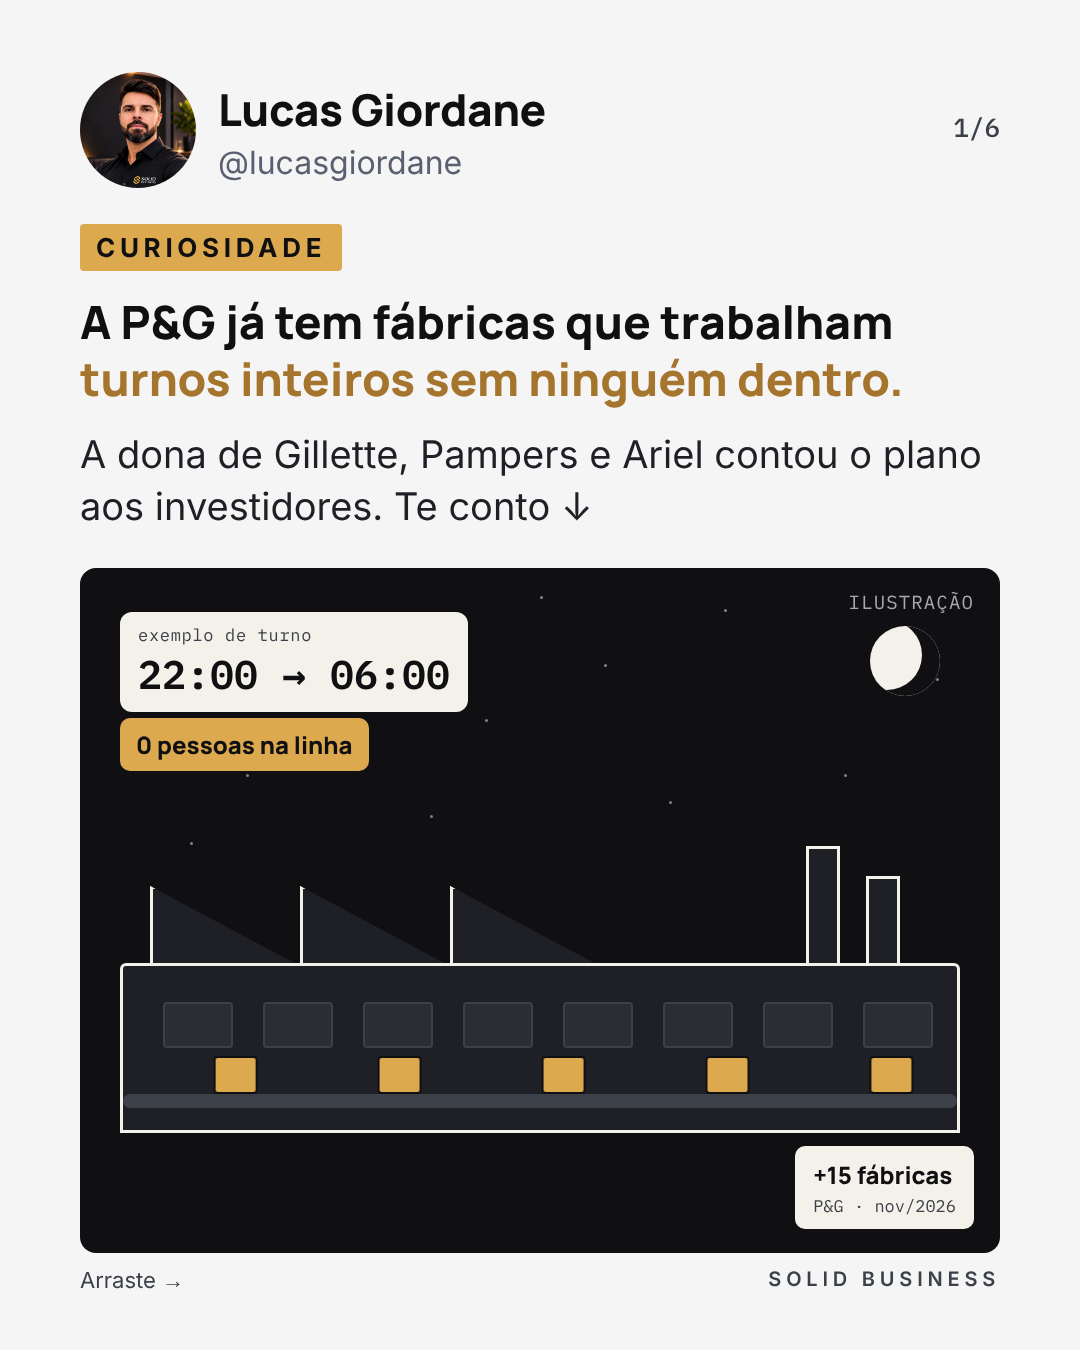 Lucas Giordane
@lucasgiordane
1/6
CURIOSIDADE
A P&G já tem fábricas que trabalham
turnos inteiros sem ninguém dentro.
A dona de Gillette, Pampers e Ariel contou o plano
aos investidores. Te conto ↓
ILUSTRAÇÃO
exemplo de turno
22:00 → 06:00
0 pessoas na linha
+15 fábricas
P&G · nov/2026
Arraste →
SOLID BUSINESS